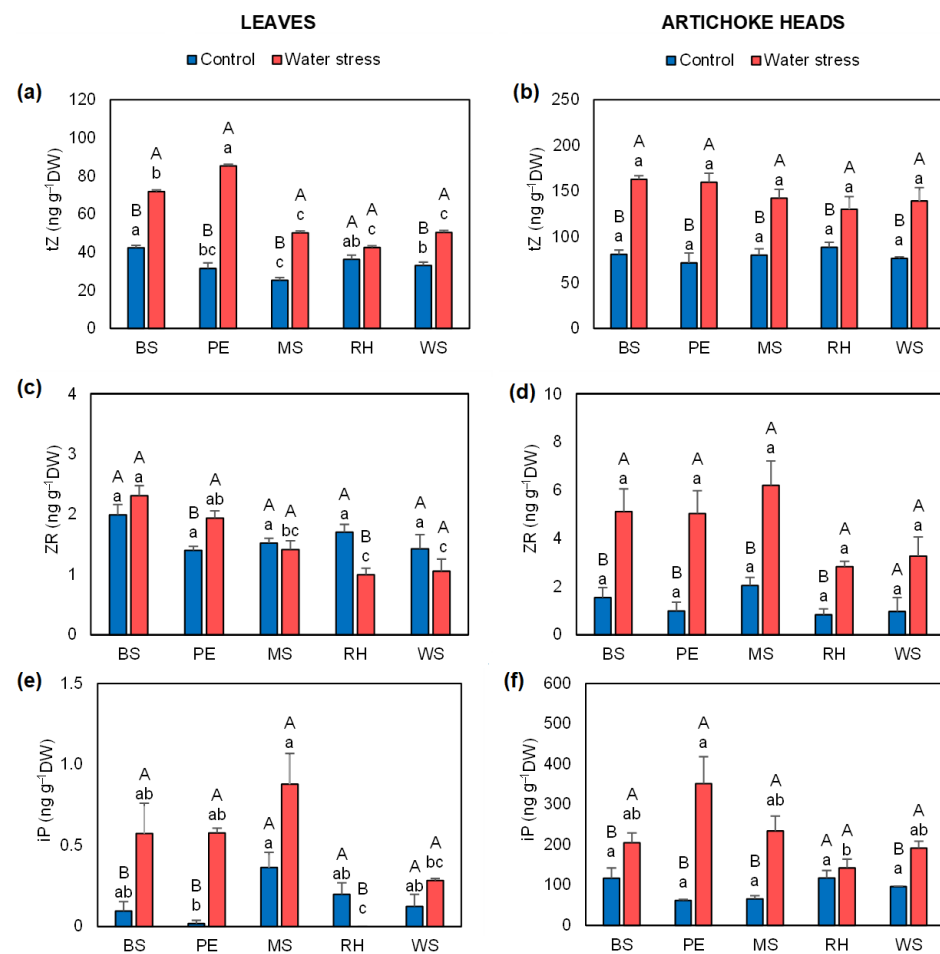 LEAVES
ARTICHOKE HEADS
Control Water stress
Control Water stress
(a)
tZ (ng g⁻¹DW)
120
100
80
60
40
20
0
B
a
A
b
B
bc
A
a
B
c
A
c
A
ab
A
c
B
b
A
c
BS PE MS RH WS
(b)
tZ (ng g⁻¹DW)
250
200
150
100
50
0
B
a
A
a
B
a
A
a
B
a
A
a
B
a
A
a
B
a
A
a
BS PE MS RH WS
(c)
ZR (ng g⁻¹DW)
4
3
2
1
0
A
a
A
a
B
a
A
ab
A
a
A
bc
A
a
B
c
A
a
A
c
BS PE MS RH WS
(d)
ZR (ng g⁻¹DW)
10
8
6
4
2
0
B
a
A
a
B
a
A
a
B
a
A
a
B
a
A
a
A
a
A
a
BS PE MS RH WS
(e)
iP (ng g⁻¹DW)
1.5
1.0
0.5
0
B
ab
A
ab
B
b
A
ab
A
a
A
a
A
ab
B
c
A
ab
A
bc
BS PE MS RH WS
(f)
iP (ng g⁻¹DW)
600
500
400
300
200
100
0
B
a
A
ab
B
a
A
a
B
a
A
ab
A
a
A
b
B
a
A
ab
BS PE MS RH WS